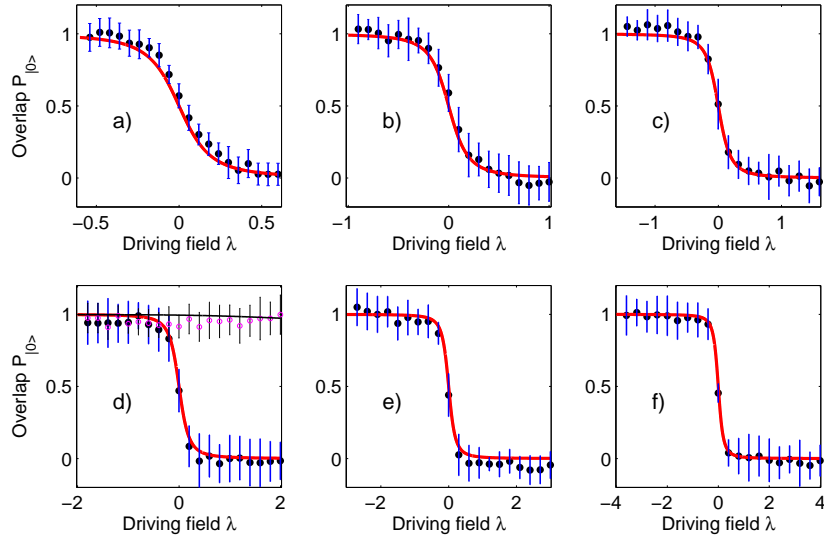 Overlap P|0>
1
0.5
0
a)
−0.5 0 0.5
Driving field λ
1
0.5
0
b)
−1 0 1
Driving field λ
1
0.5
0
c)
−1 0 1
Driving field λ
Overlap P|0>
1
0.5
0
d)
−2 0 2
Driving field λ
1
0.5
0
e)
−2 0 2
Driving field λ
1
0.5
0
f)
−4 −2 0 2 4
Driving field λ